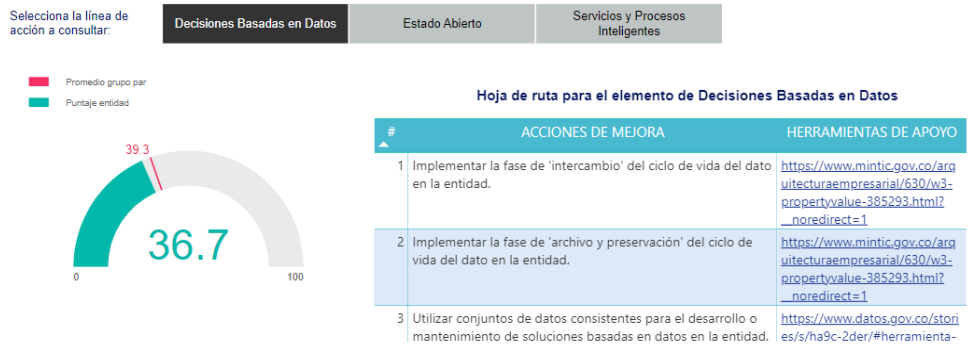 Selecciona la línea de
acción a consultar:
Decisiones Basadas en Datos
Estado Abierto
Servicios y Procesos
Inteligentes
Promedio grupo par
Puntaje entidad
39.3
36.7
0
100
Hoja de ruta para el elemento de Decisiones Basadas en Datos
# ACCIONES DE MEJORA HERRAMIENTAS DE APOYO
1 Implementar la fase de 'intercambio' del ciclo de vida del dato
en la entidad.
https://www.mintic.gov.co/arq
uitecturaempresarial/630/w3-
propertyvalue-385293.html?
__noredirect=1
2 Implementar la fase de 'archivo y preservación' del ciclo de
vida del dato en la entidad.
https://www.mintic.gov.co/arq
uitecturaempresarial/630/w3-
propertyvalue-385293.html?
__noredirect=1
3 Utilizar conjuntos de datos consistentes para el desarrollo o
mantenimiento de soluciones basadas en datos en la entidad.
https://www.datos.gov.co/stori
es/s/ha9c-2der/#herramienta-